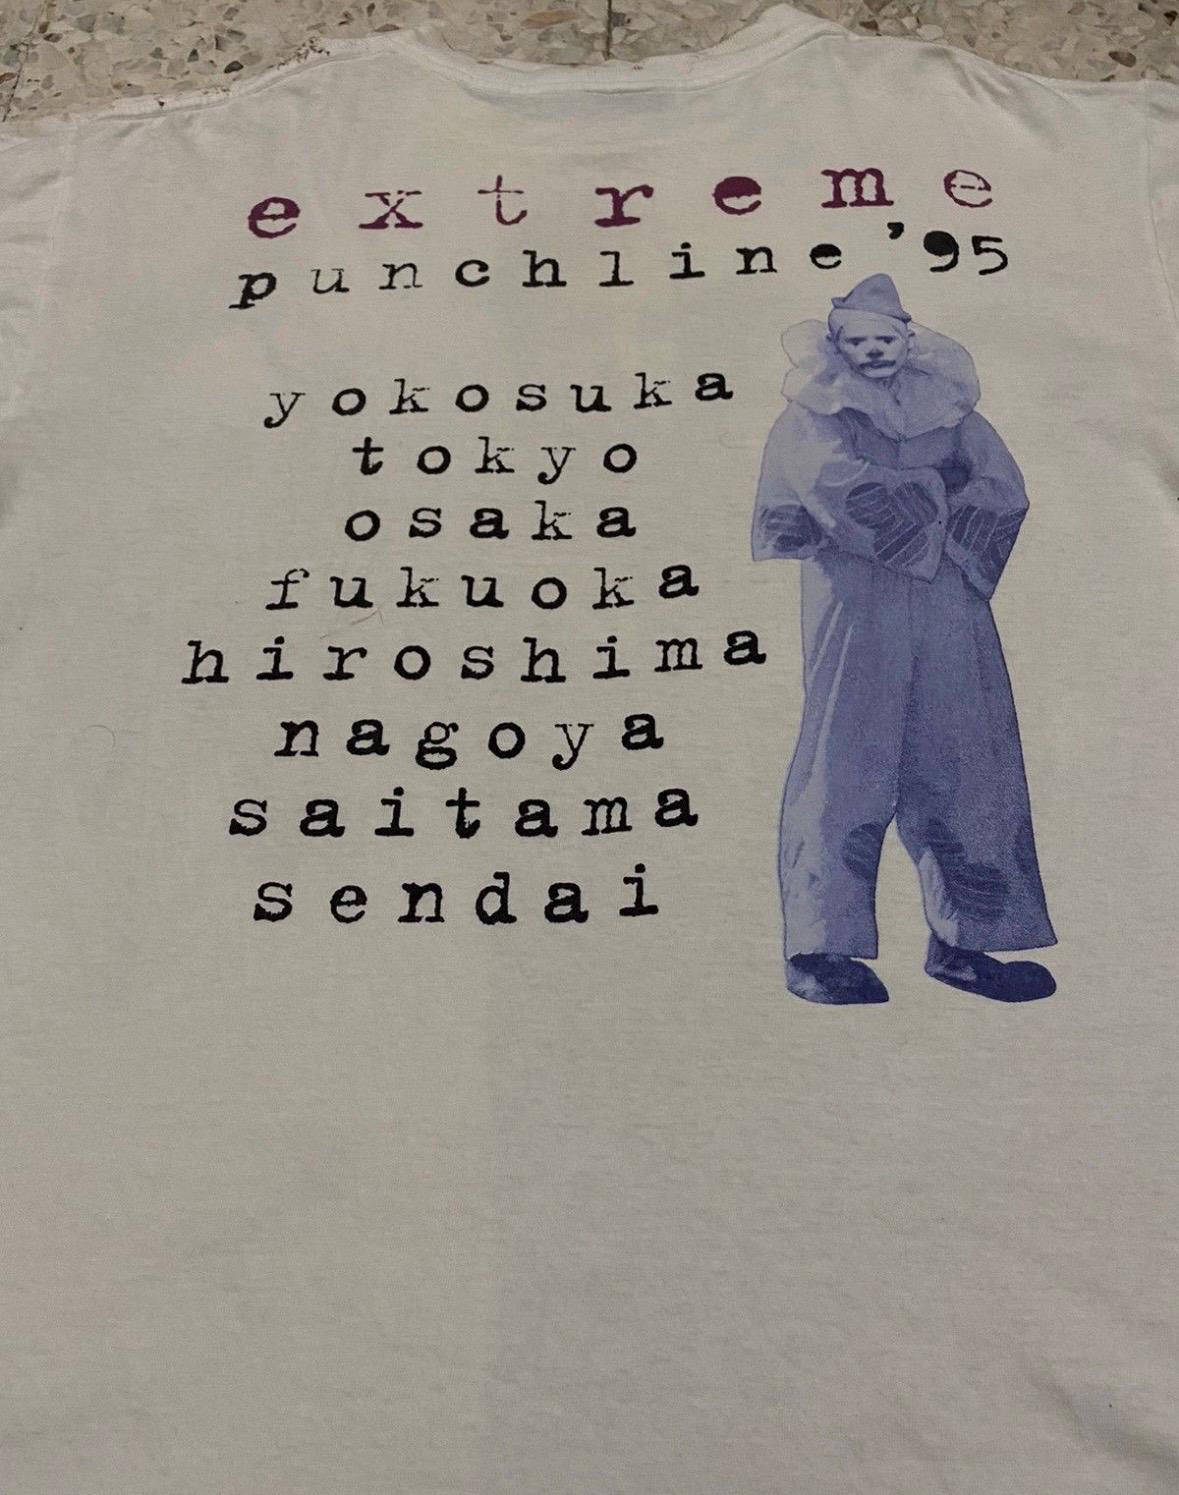 extreme
punchline '95
yokosuka
tokyo
osaka
fukuoka
hiroshima
nagoya
saitama
sendai